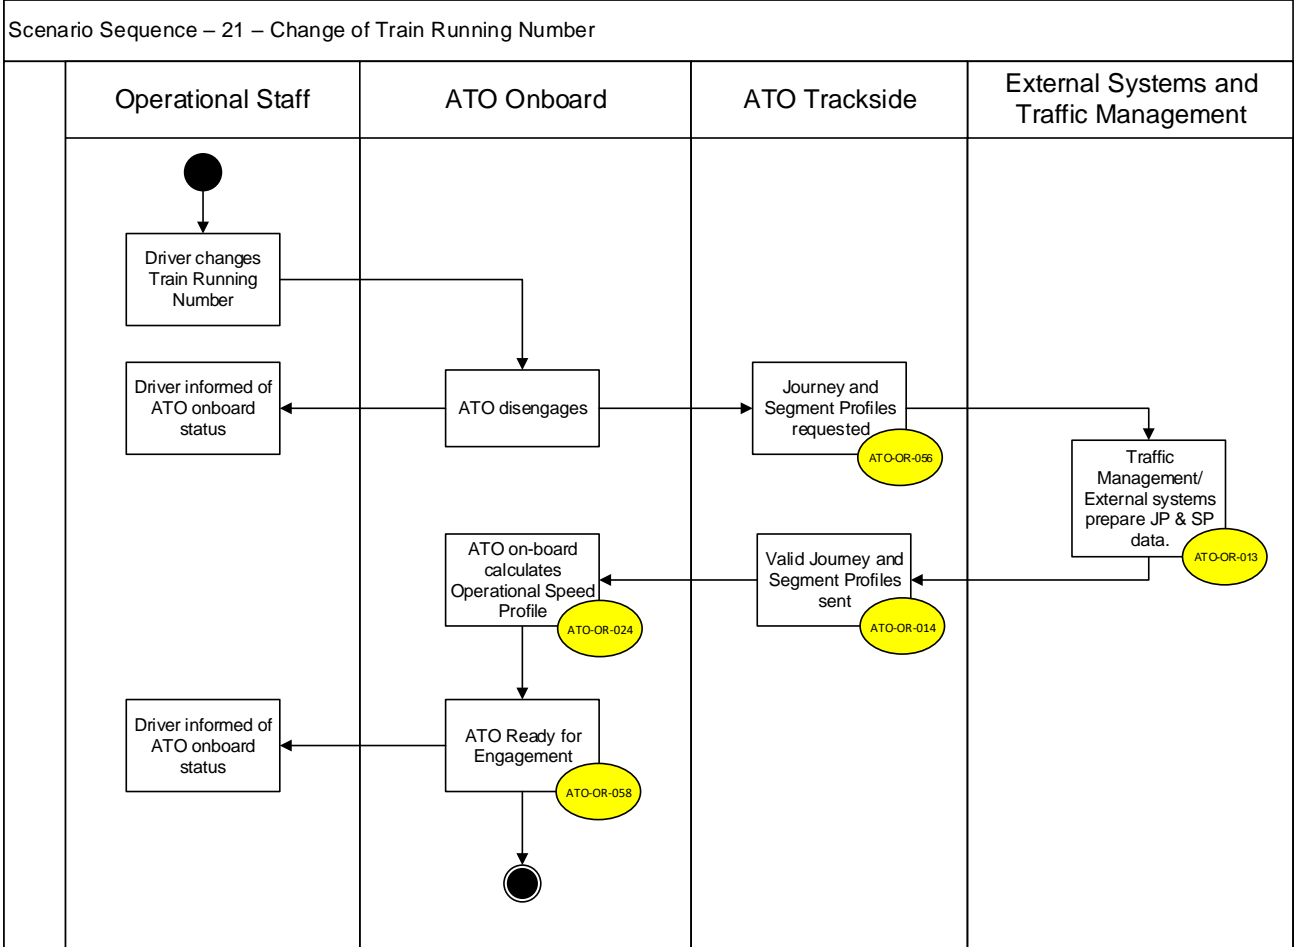 Scenario Sequence – 21 – Change of Train Running Number
Operational Staff
ATO Onboard
ATO Trackside
External Systems and
Traffic Management
Driver changes
Train Running
Number
Driver informed of
ATO onboard
status
ATO disengages
Journey and
Segment Profiles
requested
ATO-OR-056
Traffic
Management/
External systems
prepare JP & SP
data.
ATO-OR-013
Valid Journey and
Segment Profiles
sent
ATO-OR-014
ATO on-board
calculates
Operational Speed
Profile
ATO-OR-024
ATO Ready for
Engagement
ATO-OR-058
Driver informed of
ATO onboard
status